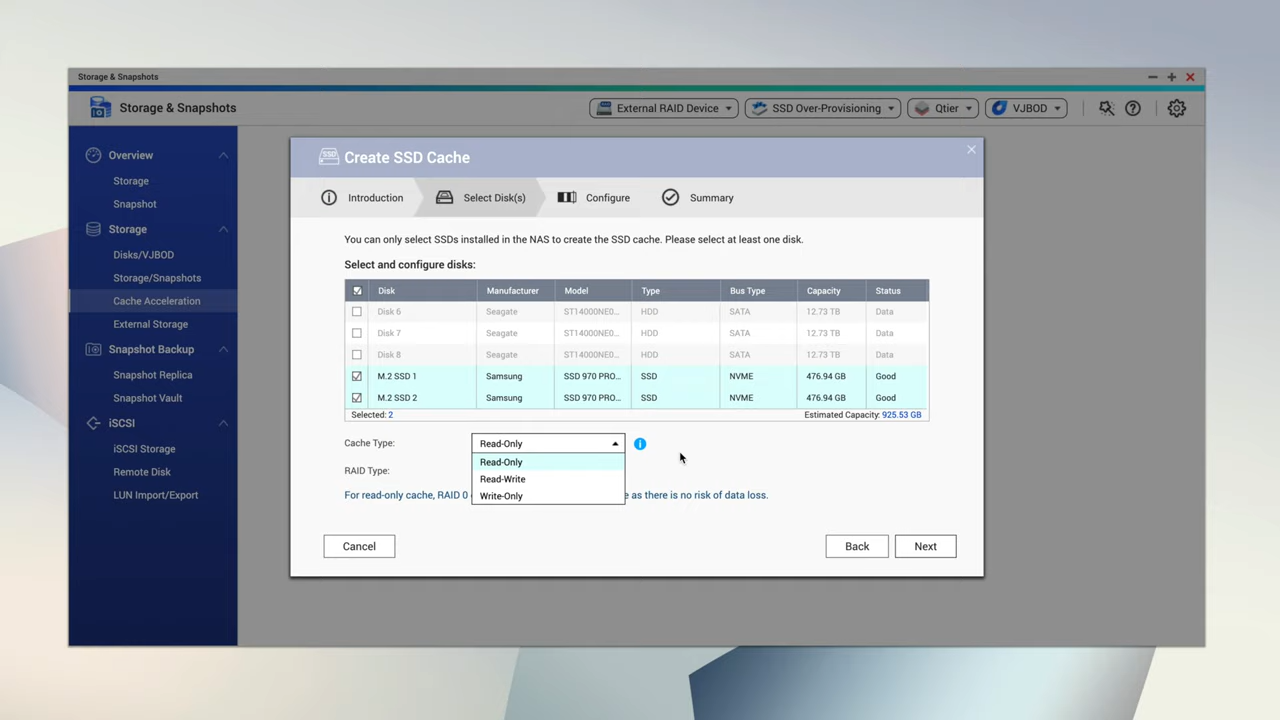 Storage & Snapshots
Storage & Snapshots
External RAID Device
SSD Over-Provisioning
Qtier
VJBOD
Overview
Storage
Snapshot
Storage
Disks/VJBOD
Storage/Snapshots
Cache Acceleration
External Storage
Snapshot Backup
Snapshot Replica
Snapshot Vault
iSCSI
iSCSI Storage
Remote Disk
LUN Import/Export
SSD Create SSD Cache
Introduction Select Disk(s) Configure Summary
You can only select SSDs installed in the NAS to create the SSD cache. Please select at least one disk.
Select and configure disks:
Disk Manufacturer Model Type Bus Type Capacity Status
Disk 6 Seagate ST14000NE0... HDD SATA 12.73 TB Data
Disk 7 Seagate ST14000NE0... HDD SATA 12.73 TB Data
Disk 8 Seagate ST14000NE0... HDD SATA 12.73 TB Data
M.2 SSD 1 Samsung SSD 970 PRO... SSD NVME 476.94 GB Good
M.2 SSD 2 Samsung SSD 970 PRO... SSD NVME 476.94 GB Good
Selected: 2 Estimated Capacity: 925.53 GB
Cache Type: Read-Only
Read-Only
RAID Type:
Read-Write
For read-only cache, RAID 0 Write-Only as there is no risk of data loss.
Cancel Back Next